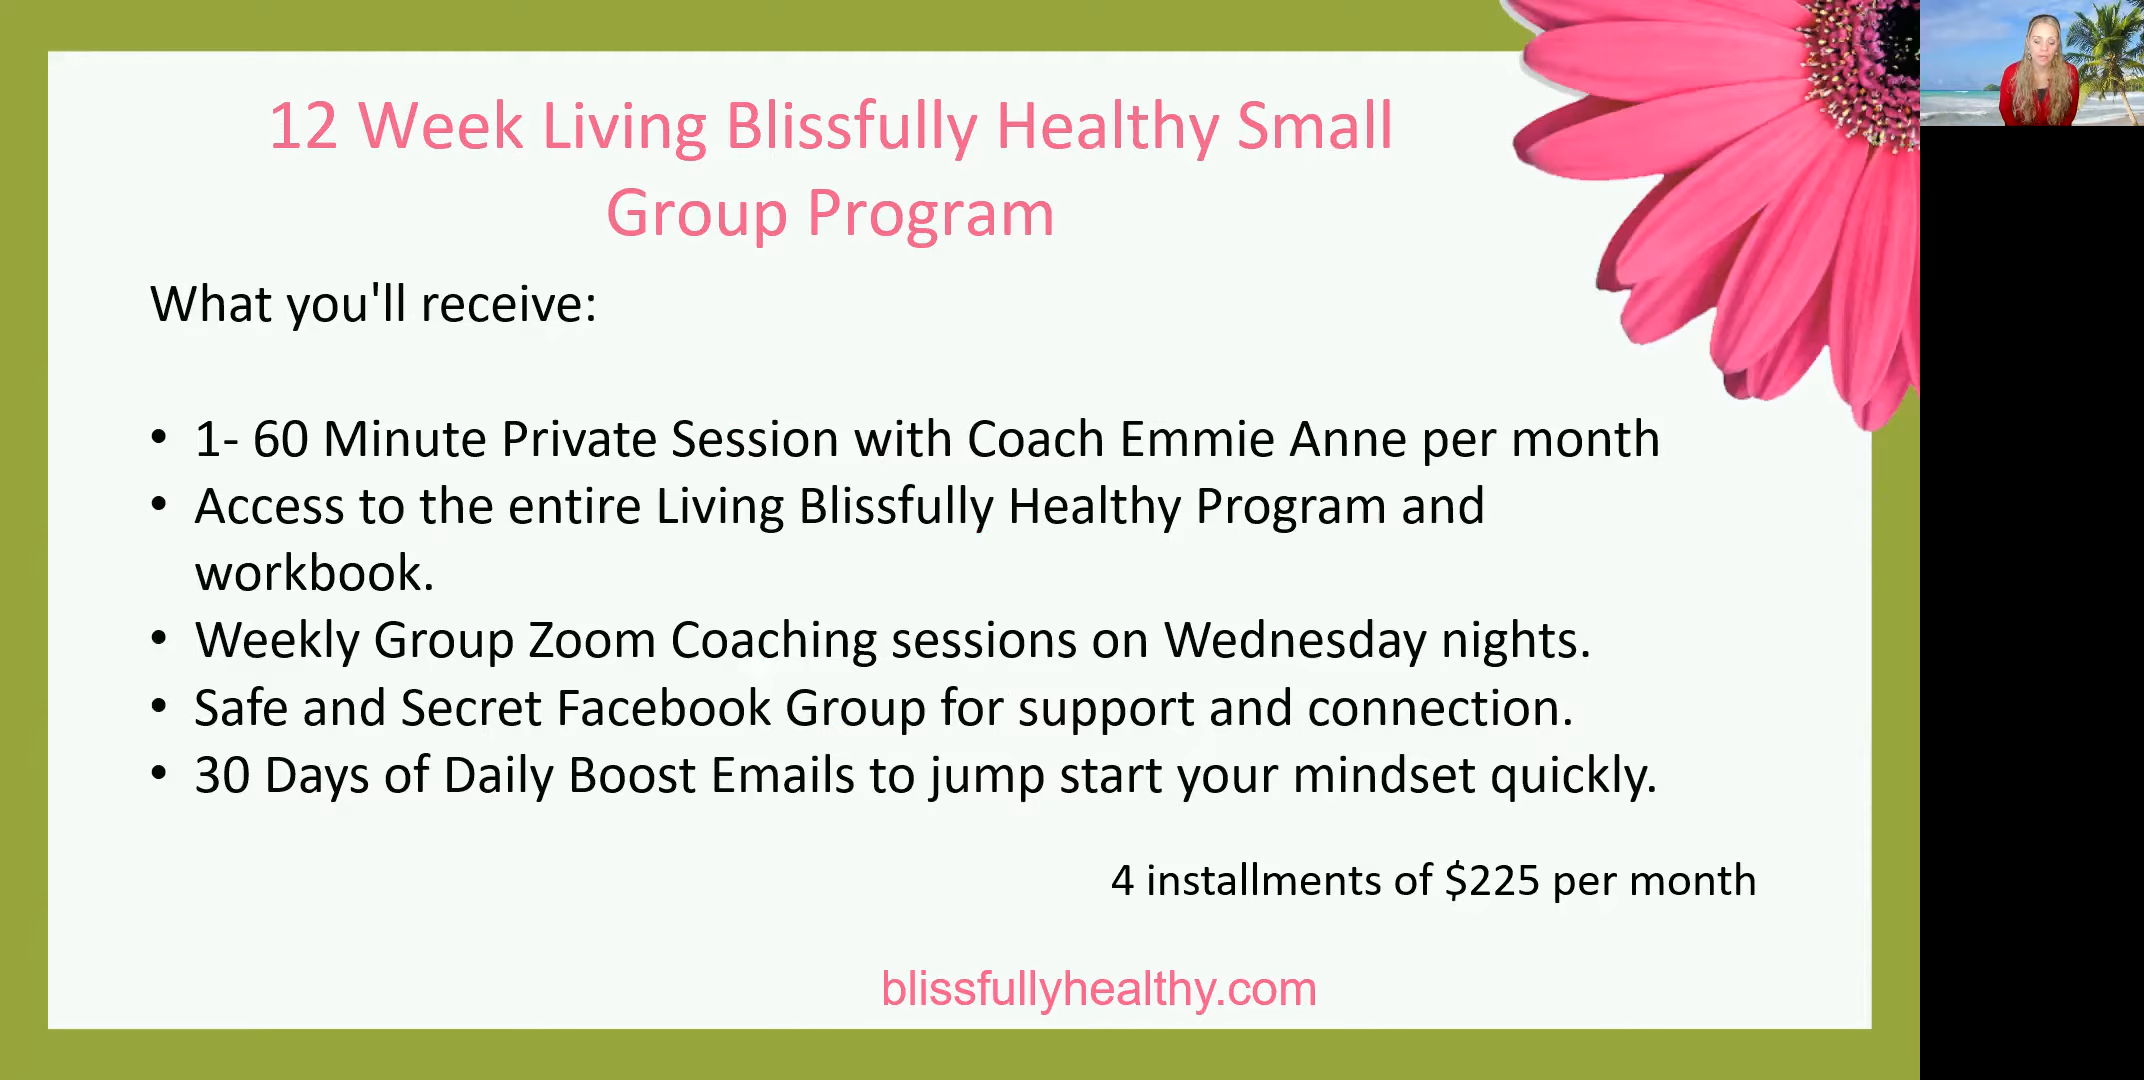 12 Week Living Blissfully Healthy Small
Group Program
What you'll receive:
• 1- 60 Minute Private Session with Coach Emmie Anne per month
• Access to the entire Living Blissfully Healthy Program and
workbook.
• Weekly Group Zoom Coaching sessions on Wednesday nights.
• Safe and Secret Facebook Group for support and connection.
• 30 Days of Daily Boost Emails to jump start your mindset quickly.
4 installments of $225 per month
blissfullyhealthy.com